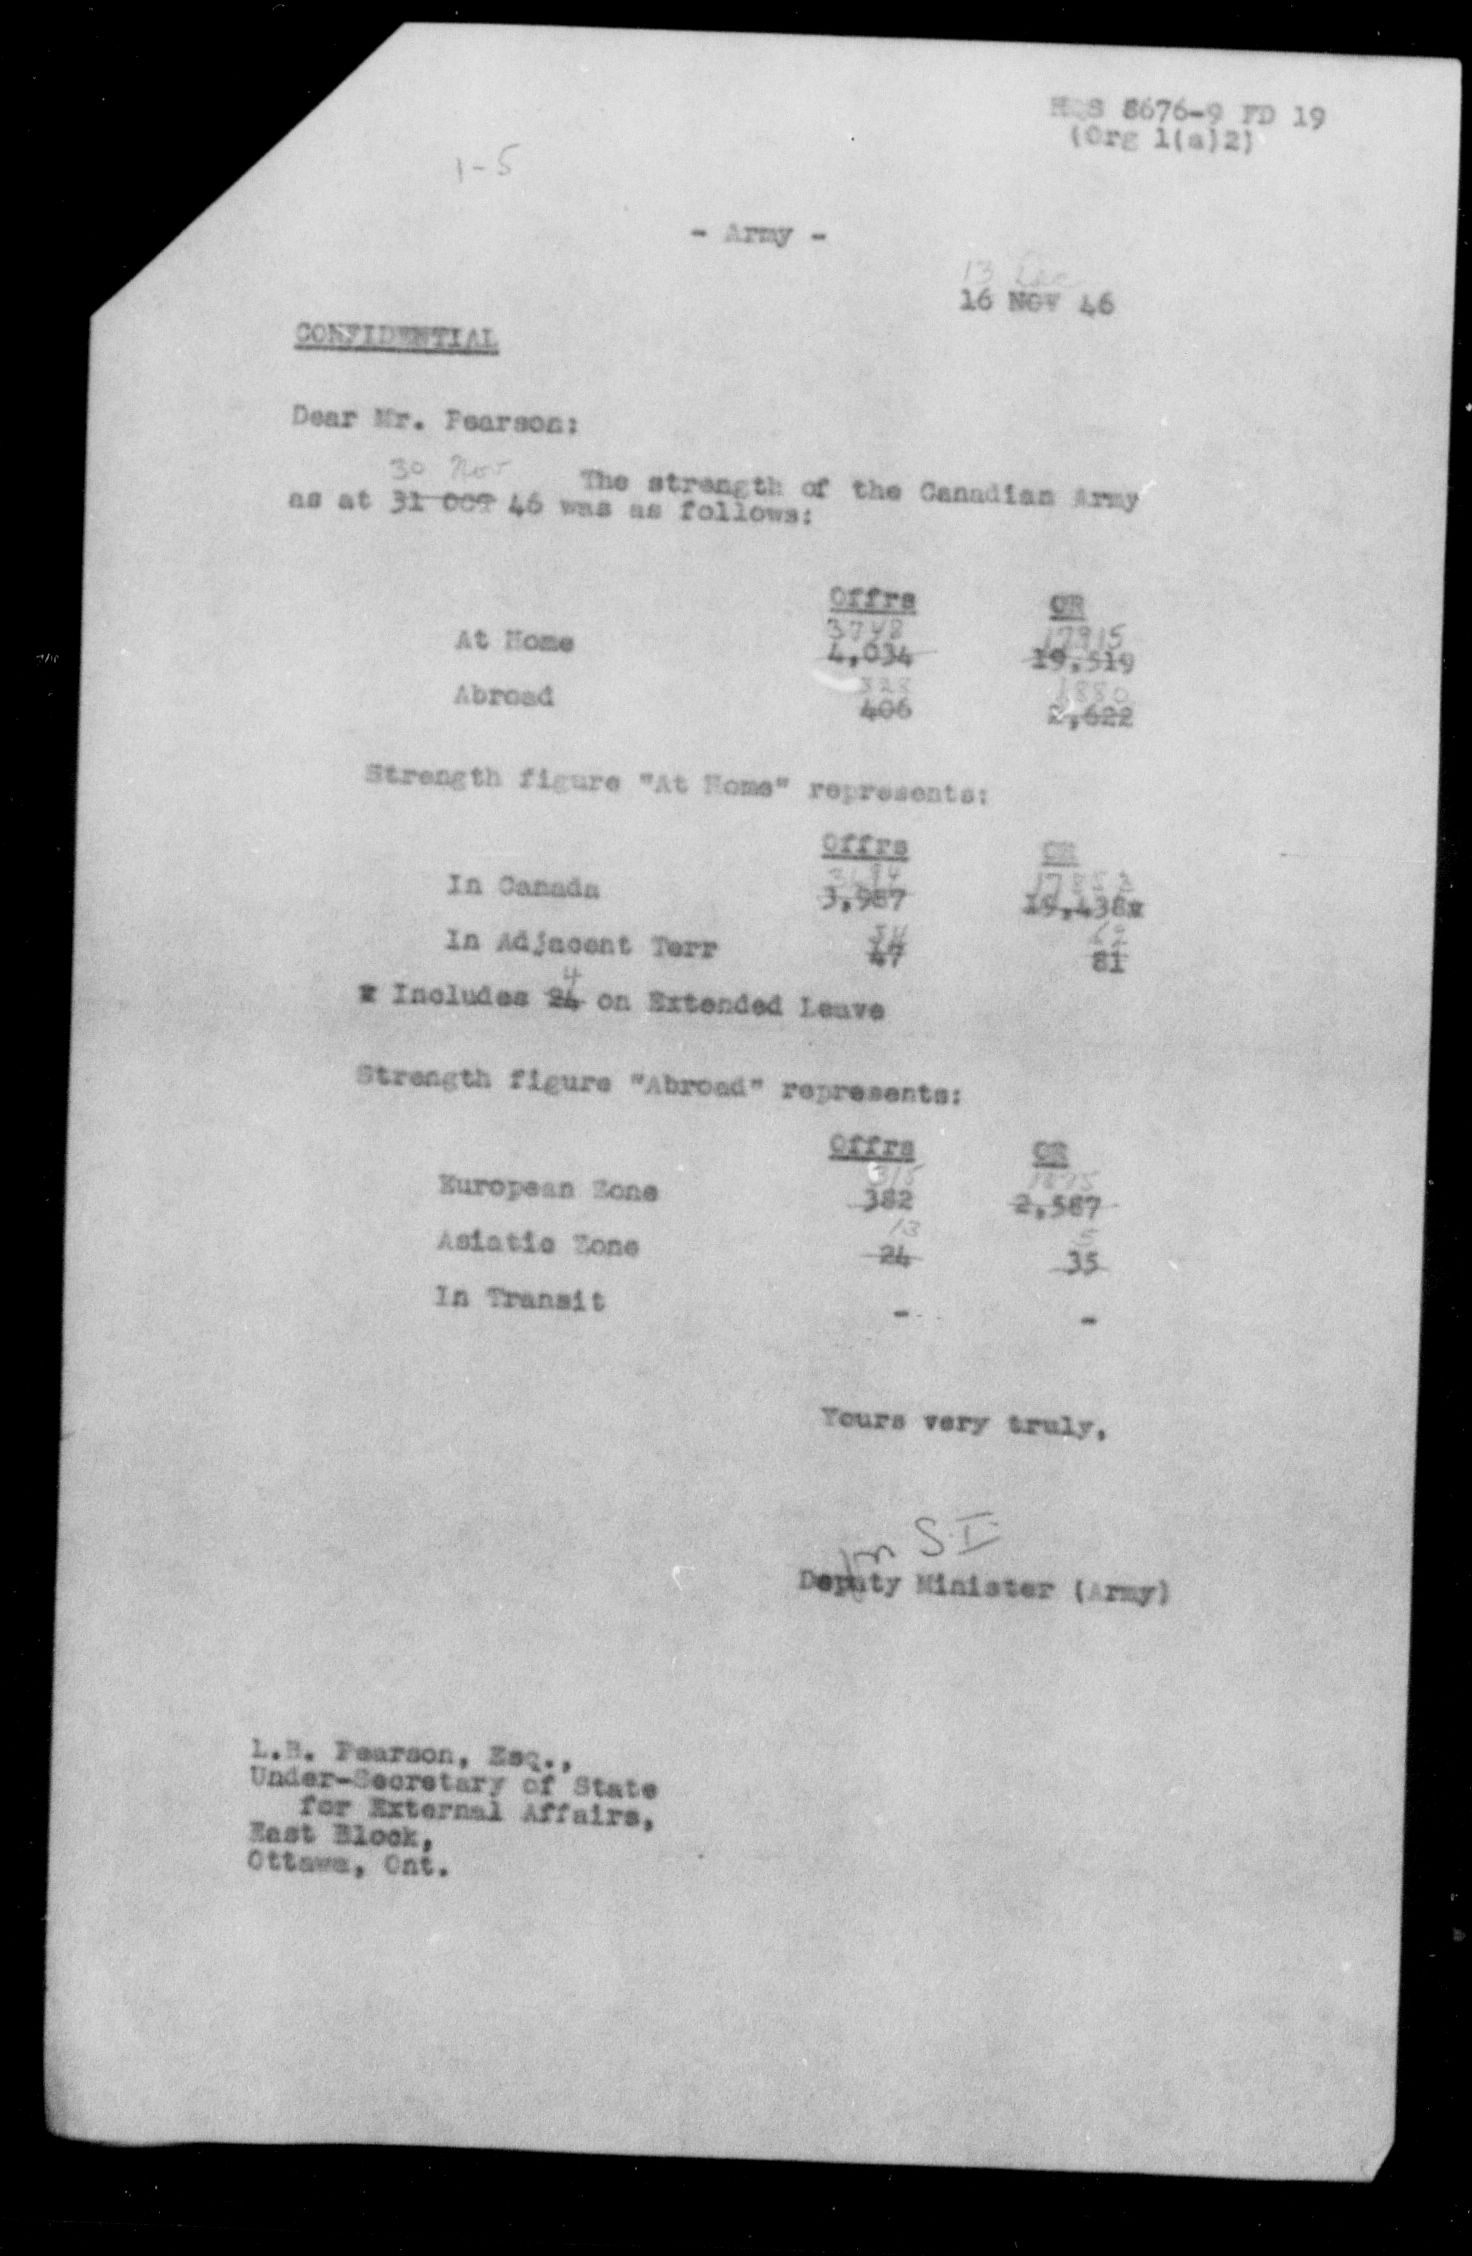 HQS 8676-9 FD 19
(Org 1(a)2)
1-5
- Army -
13 Dec
16 NOV 46
CONFIDENTIAL
Dear Mr. Pearson:
30 Nov
The strength of the Canadian Army
as at 31 OCT 46 was as follows:
Offrs OR
3748 17915
At Home 4,034 19,519
328 1880
Abroad 406 2,622
Strength figure "At Home" represents:
Offrs OR
3694
In Canada 3,987 19,438*
54
In Adjacent Terr 47 81
4
* Includes 24 on Extended Leave
Strength figure "Abroad" represents:
Offrs OR
315 1875
European Zone 382 2,587
13
Asiatic Zone 24 35
In Transit - -
Yours very truly,
Deputy Minister (Army)
L.B. Pearson, Esq.,
Under-Secretary of State
for External Affairs,
East Block,
Ottawa, Ont.